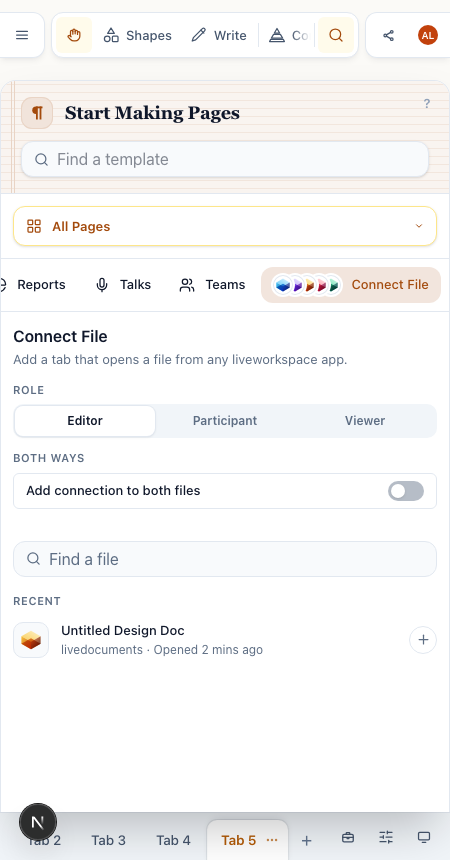 Shapes
Write
Co
AL
¶ Start Making Pages
?
Find a template
All Pages
Reports
Talks
Teams
Connect File
Connect File
Add a tab that opens a file from any liveworkspace app.
ROLE
Editor
Participant
Viewer
BOTH WAYS
Add connection to both files
Find a file
RECENT
Untitled Design Doc
livedocuments · Opened 2 mins ago
N
Tab 2
Tab 3
Tab 4
Tab 5